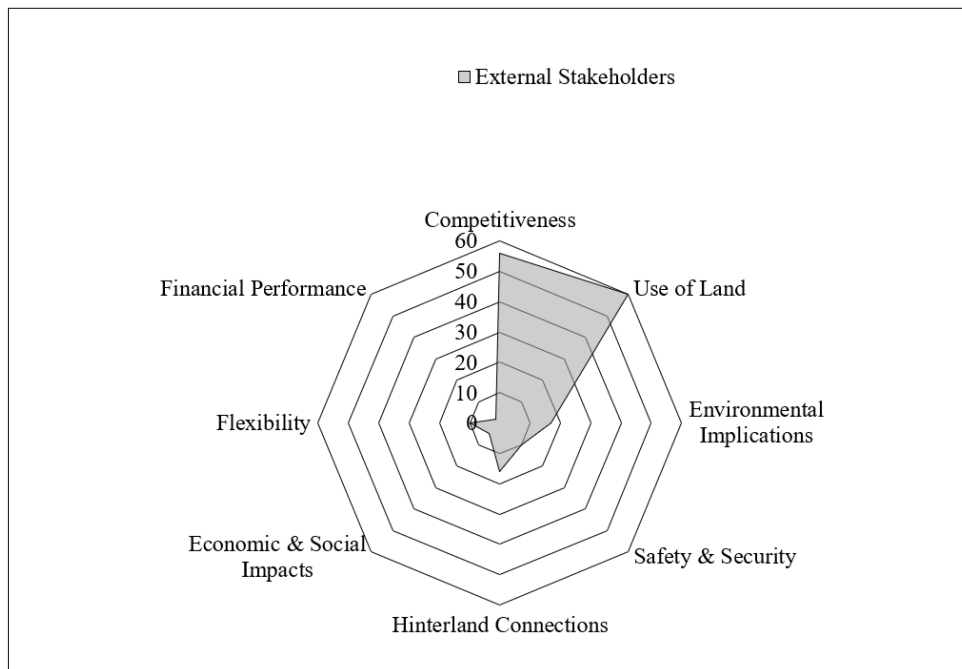 External Stakeholders
Competitiveness
60
Financial Performance
50
Use of Land
40
30
20
10
Flexibility
0
Environmental
Implications
Economic & Social
Impacts
Safety & Security
Hinterland Connections